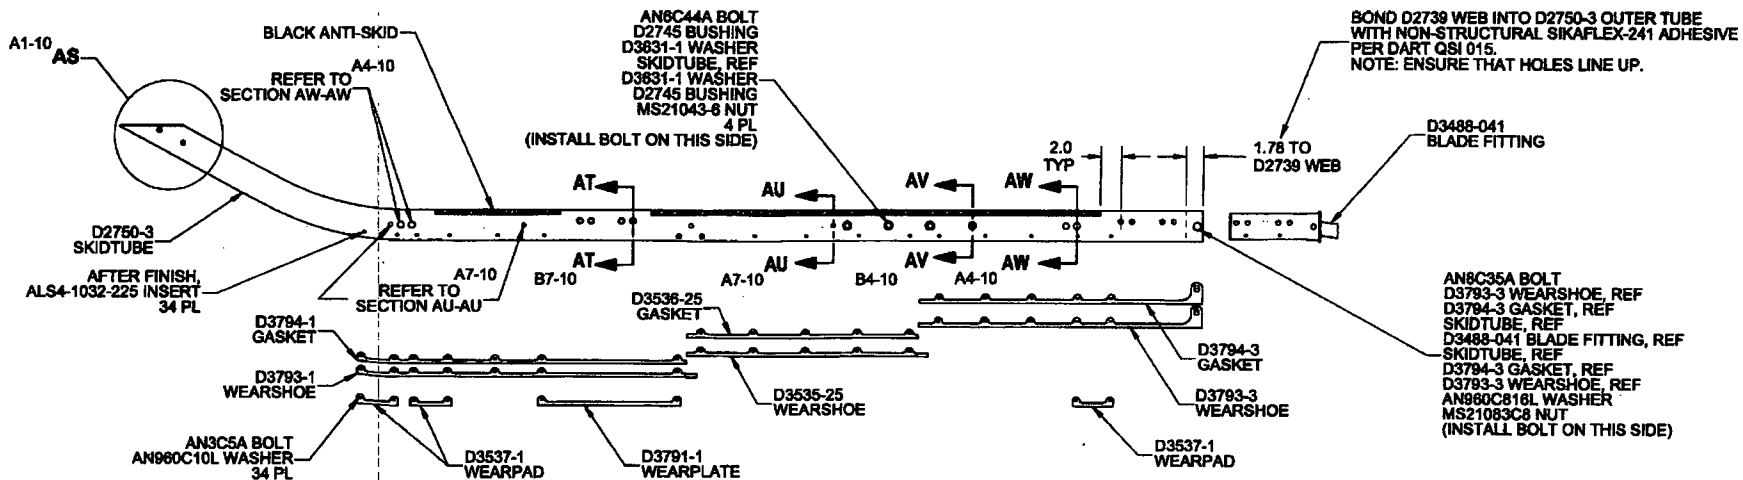 A1-10
AS
BLACK ANTI-SKID
A4-10
REFER TO
SECTION AW-AW
AN6C44A BOLT
D2745 BUSHING
D3631-1 WASHER
SKIDTUBE, REF
D3631-1 WASHER
D2745 BUSHING
MS21043-6 NUT
4 PL
(INSTALL BOLT ON THIS SIDE)
BOND D2739 WEB INTO D2750-3 OUTER TUBE
WITH NON-STRUCTURAL SIKAFLEX-241 ADHESIVE
PER DART QSI 015.
NOTE: ENSURE THAT HOLES LINE UP.
2.0
TYP
1.78 TO
D2739 WEB
D3488-041
BLADE FITTING
AT
AU
AV
AW
D2750-3
SKIDTUBE
AT
AU
AV
AW
AFTER FINISH,
ALS4-1032-225 INSERT
34 PL
REFER TO
SECTION AU-AU
A7-10
B7-10
A7-10
B4-10
A4-10
D3536-25
GASKET
D3794-1
GASKET
D3793-1
WEARSHOE
D3535-25
WEARSHOE
D3794-3
GASKET
D3793-3
WEARSHOE
AN8C35A BOLT
D3793-3 WEARSHOE, REF
D3794-3 GASKET, REF
SKIDTUBE, REF
D3488-041 BLADE FITTING, REF
SKIDTUBE, REF
D3794-3 GASKET, REF
D3793-3 WEARSHOE, REF
AN960C816L WASHER
MS21083C8 NUT
(INSTALL BOLT ON THIS SIDE)
AN3C5A BOLT
AN960C10L WASHER
34 PL
D3537-1
WEARPAD
D3791-1
WEARPLATE
D3537-1
WEARPAD